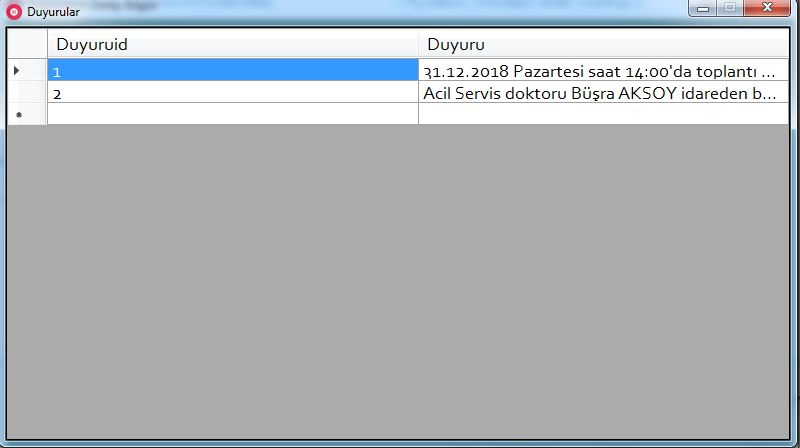 Duyurular
Duyuruid Duyuru
1 31.12.2018 Pazartesi saat 14:00'da toplantı ...
2 Acil Servis doktoru Büşra AKSOY idareden b...